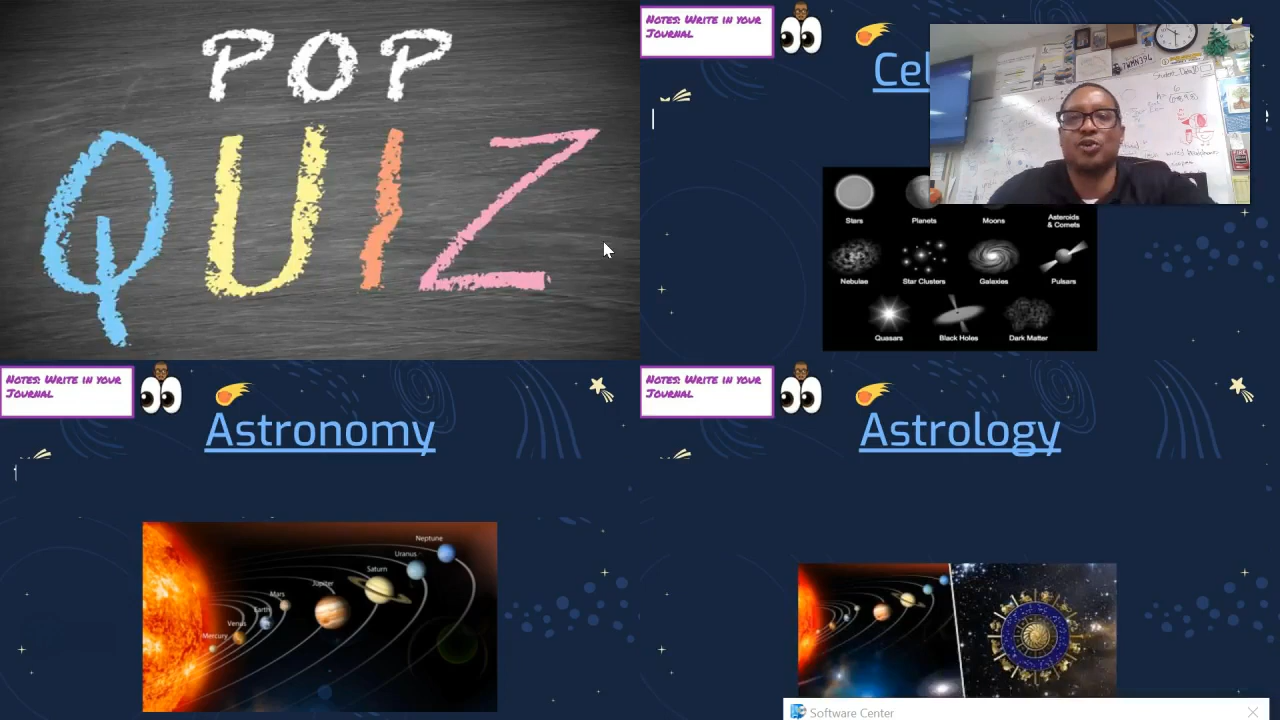 POP
QUIZ
Notes: Write in your
Journal
Cel
Stars
Planets
Moons
Asteroids
& Comets
Nebulae
Star Clusters
Galaxies
Pulsars
Quasars
Black Holes
Dark Matter
Notes: Write in your
Journal
Astronomy
Neptune
Uranus
Saturn
Jupiter
Mars
Earth
Venus
Mercury
Notes: Write in your
Journal
Astrology
Software Center